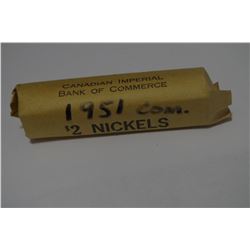 CANADIAN IMPERIAL
BANK OF COMMERCE
1951 Com.
$2 NICKELS